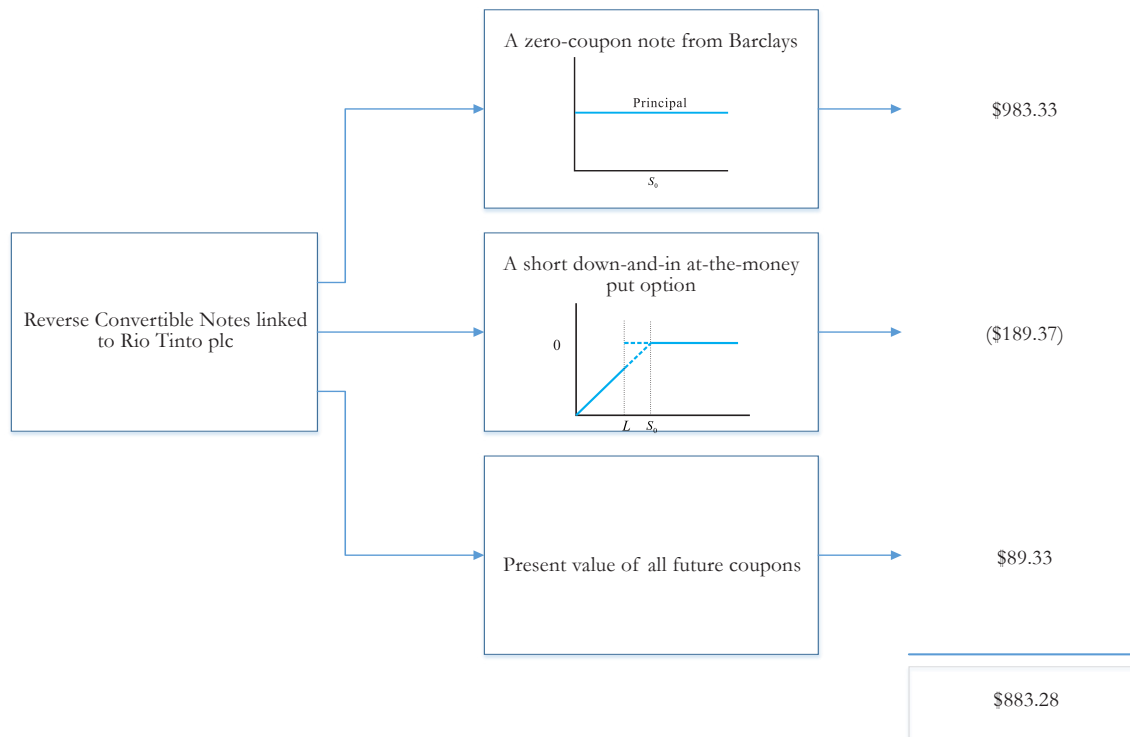 A zero-coupon note from Barclays
Principal
S₀
$983.33
Reverse Convertible Notes linked
to Rio Tinto plc
A short down-and-in at-the-money
put option
0
L S₀
($189.37)
Present value of all future coupons
$89.33
$883.28